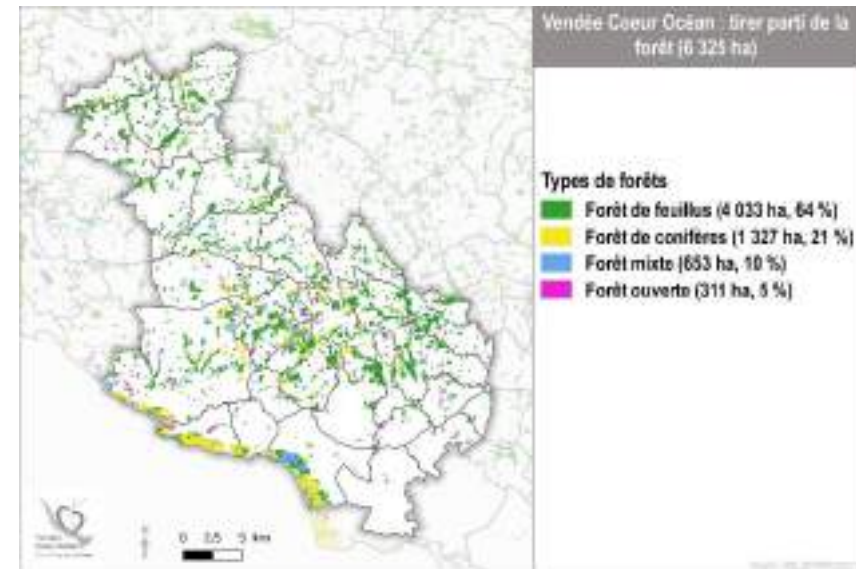 Vendée Coeur Océan : tirer parti de la
forêt (6 325 ha)
Types de forêts
Forêt de feuillus (4 033 ha, 64 %)
Forêt de conifères (1 327 ha, 21 %)
Forêt mixte (653 ha, 10 %)
Forêt ouverte (311 ha, 5 %)
0 2,5 5 km